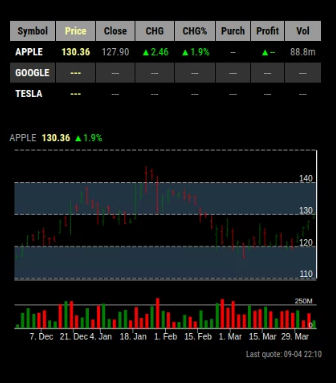 Symbol Price Close CHG CHG% Purch Profit Vol
APPLE 130.36 127.90 ▲2.46 ▲1.9% -- ▲-- 88.8m
GOOGLE --- --- --- --- --- --- ---
TESLA --- --- --- --- --- --- ---
APPLE 130.36 ▲1.9%
140
130
120
110
250M
0
7. Dec 21. Dec 4. Jan 18. Jan 1. Feb 15. Feb 1. Mar 15. Mar 29. Mar
Last quote: 09-04 22:10